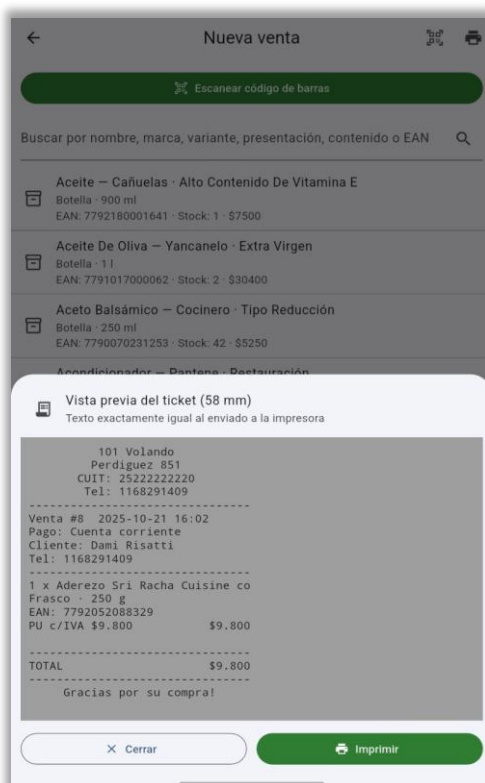 Nueva venta
Escanear código de barras
Buscar por nombre, marca, variante, presentación, contenido o EAN
Aceite — Cañuelas · Alto Contenido De Vitamina E
Botella · 900 ml
EAN: 7792180001641 · Stock: 1 · $7500
Aceite De Oliva — Yancanelo · Extra Virgen
Botella · 1 l
EAN: 7791017000062 · Stock: 2 · $30400
Aceto Balsámico — Cocinero · Tipo Reducción
Botella · 250 ml
EAN: 7790070231253 · Stock: 42 · $5250
Acondicionador — Pantene · Restauración
Vista previa del ticket (58 mm)
Texto exactamente igual al enviado a la impresora
101 Volando
Perdiguez 851
CUIT: 25222222220
Tel: 1168291409
--------------------------------
Venta #8 2025-10-21 16:02
Pago: Cuenta corriente
Cliente: Dami Risatti
Tel: 1168291409
--------------------------------
1 x Aderezo Sri Racha Cuisine co
Frasco · 250 g
EAN: 7792052088329
PU c/IVA $9.800 $9.800
--------------------------------
TOTAL $9.800
--------------------------------
Gracias por su compra!
Cerrar
Imprimir